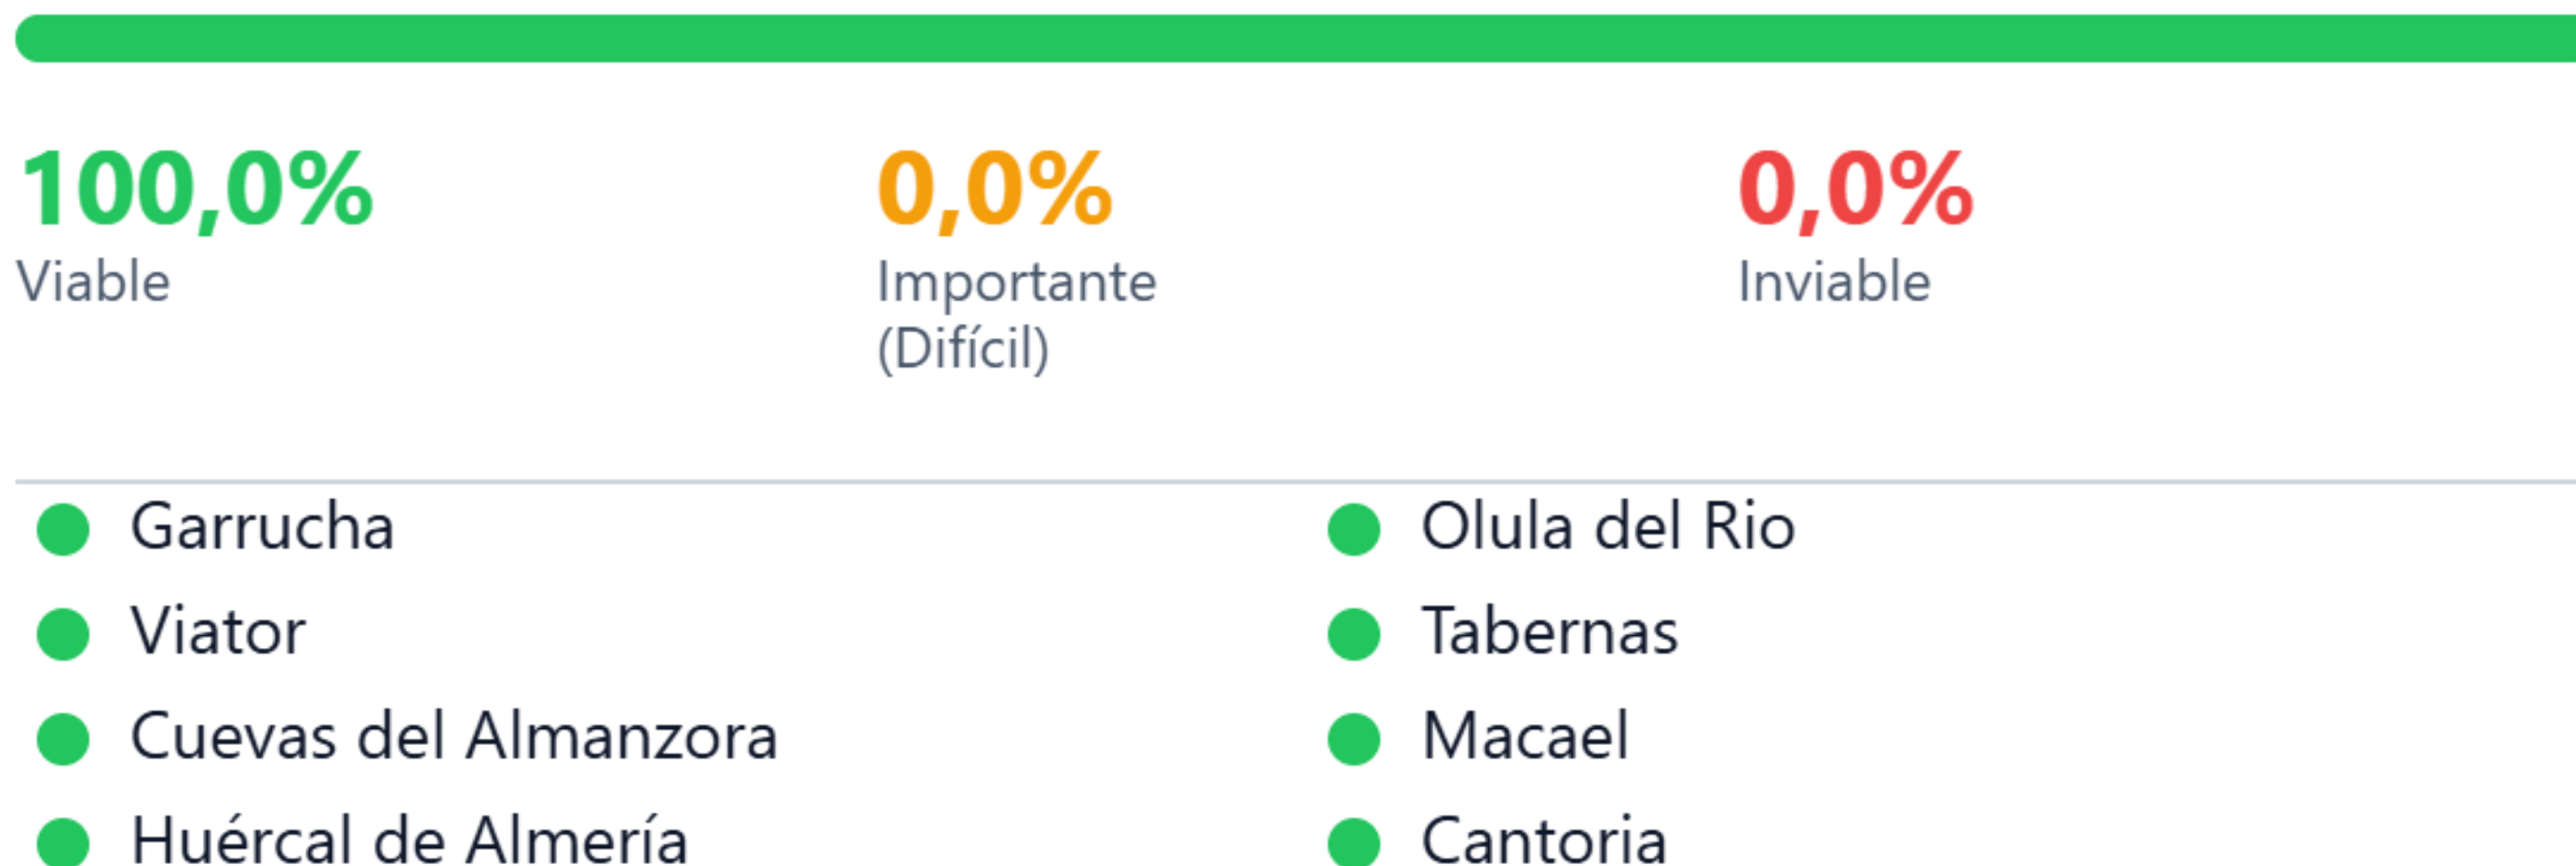 100,0%
Viable
0,0%
Importante
(Difícil)
0,0%
Inviable
Garrucha
Viator
Cuevas del Almanzora
Huércal de Almería
Olula del Rio
Tabernas
Macael
Cantoria